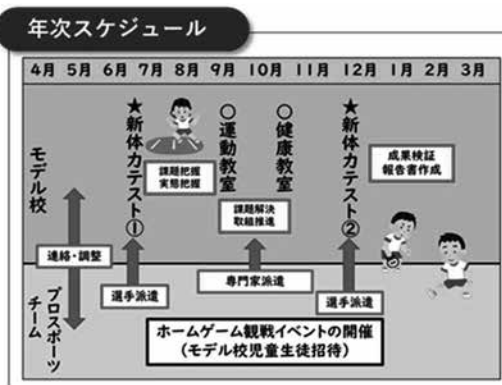 年次スケジュール
4月 5月 6月 7月 8月 9月 10月 11月 12月 1月 2月 3月
モデル校
★新体力テスト①
課題把握
実態把握
○運動教室
課題解決
取組推進
○健康教室
★新体力テスト②
成果検証
報告書作成
連絡・調整
プロスポーツ
チーム
選手派遣
専門家派遣
選手派遣
ホームゲーム観戦イベントの開催
(モデル校児童生徒招待)